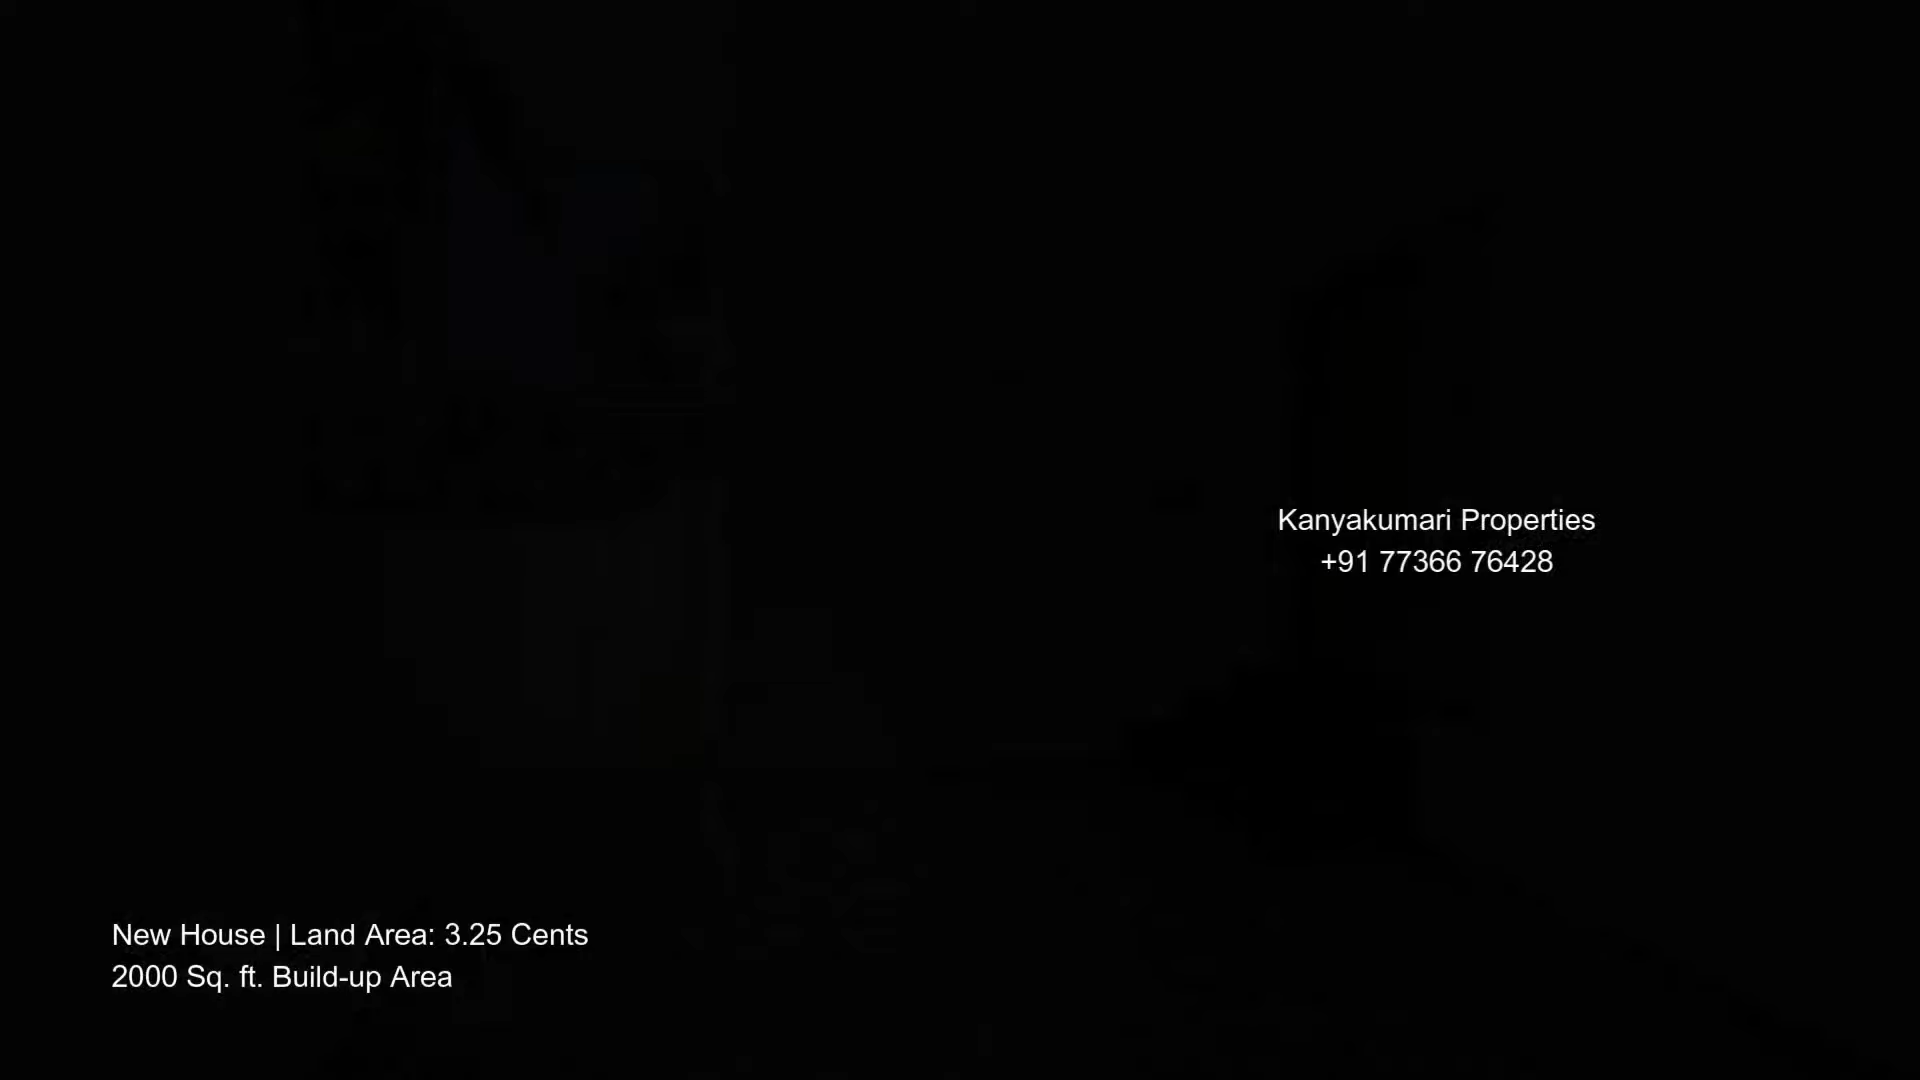 Kanyakumari Properties
+91 77366 76428
New House | Land Area: 3.25 Cents
2000 Sq. ft. Build-up Area